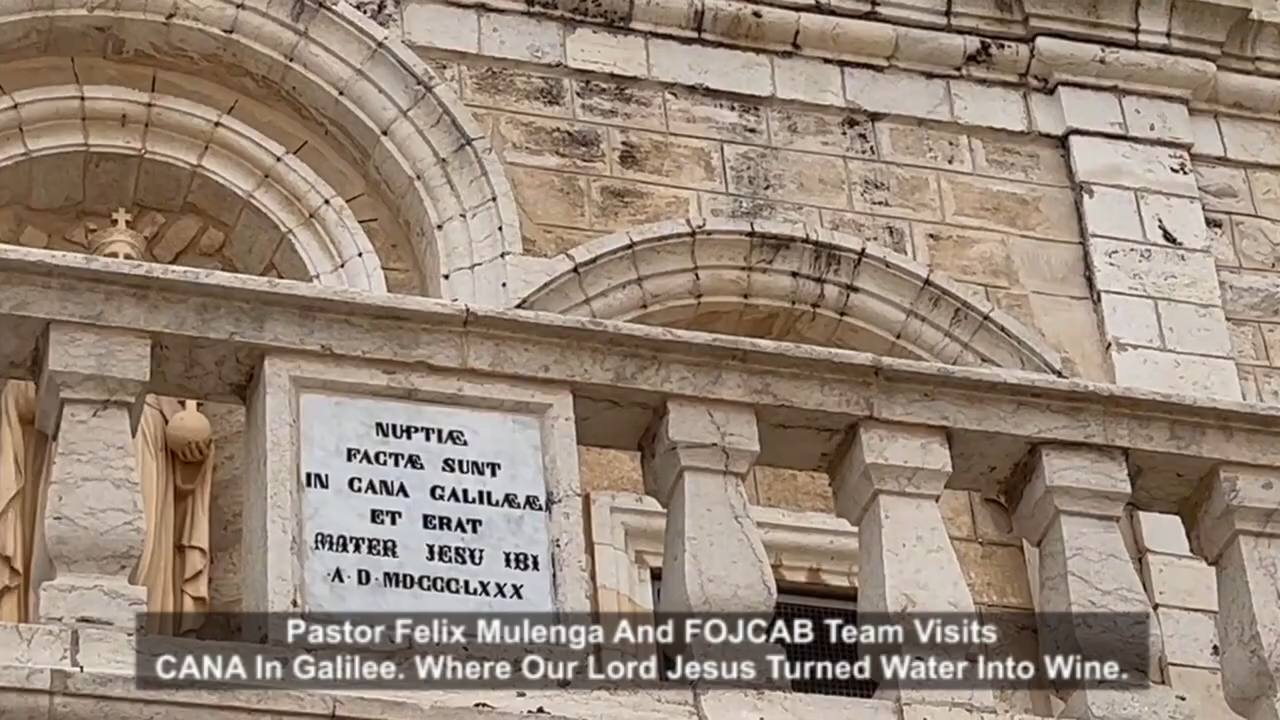 NUPTIÆ
FACTÆ SUNT
IN CANA GALILÆÆ
ET ERAT
MATER JESU IBI
·A·D·MDCCCLXXX
Pastor Felix Mulenga And FOJCAB Team Visits
CANA In Galilee. Where Our Lord Jesus Turned Water Into Wine.